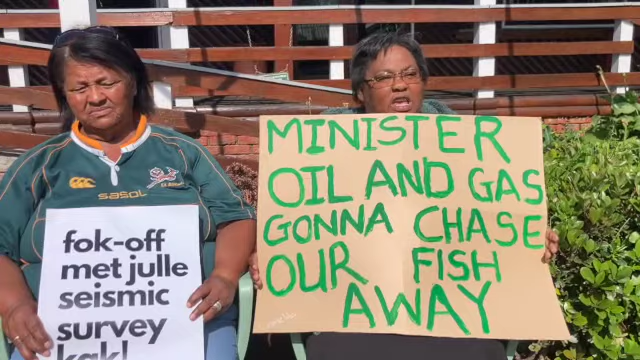 fok-off
met julle
seismic
survey
kak!
MINISTER
OIL AND GAS
GONNA CHASE
OUR FISH
AWAY
SASOL